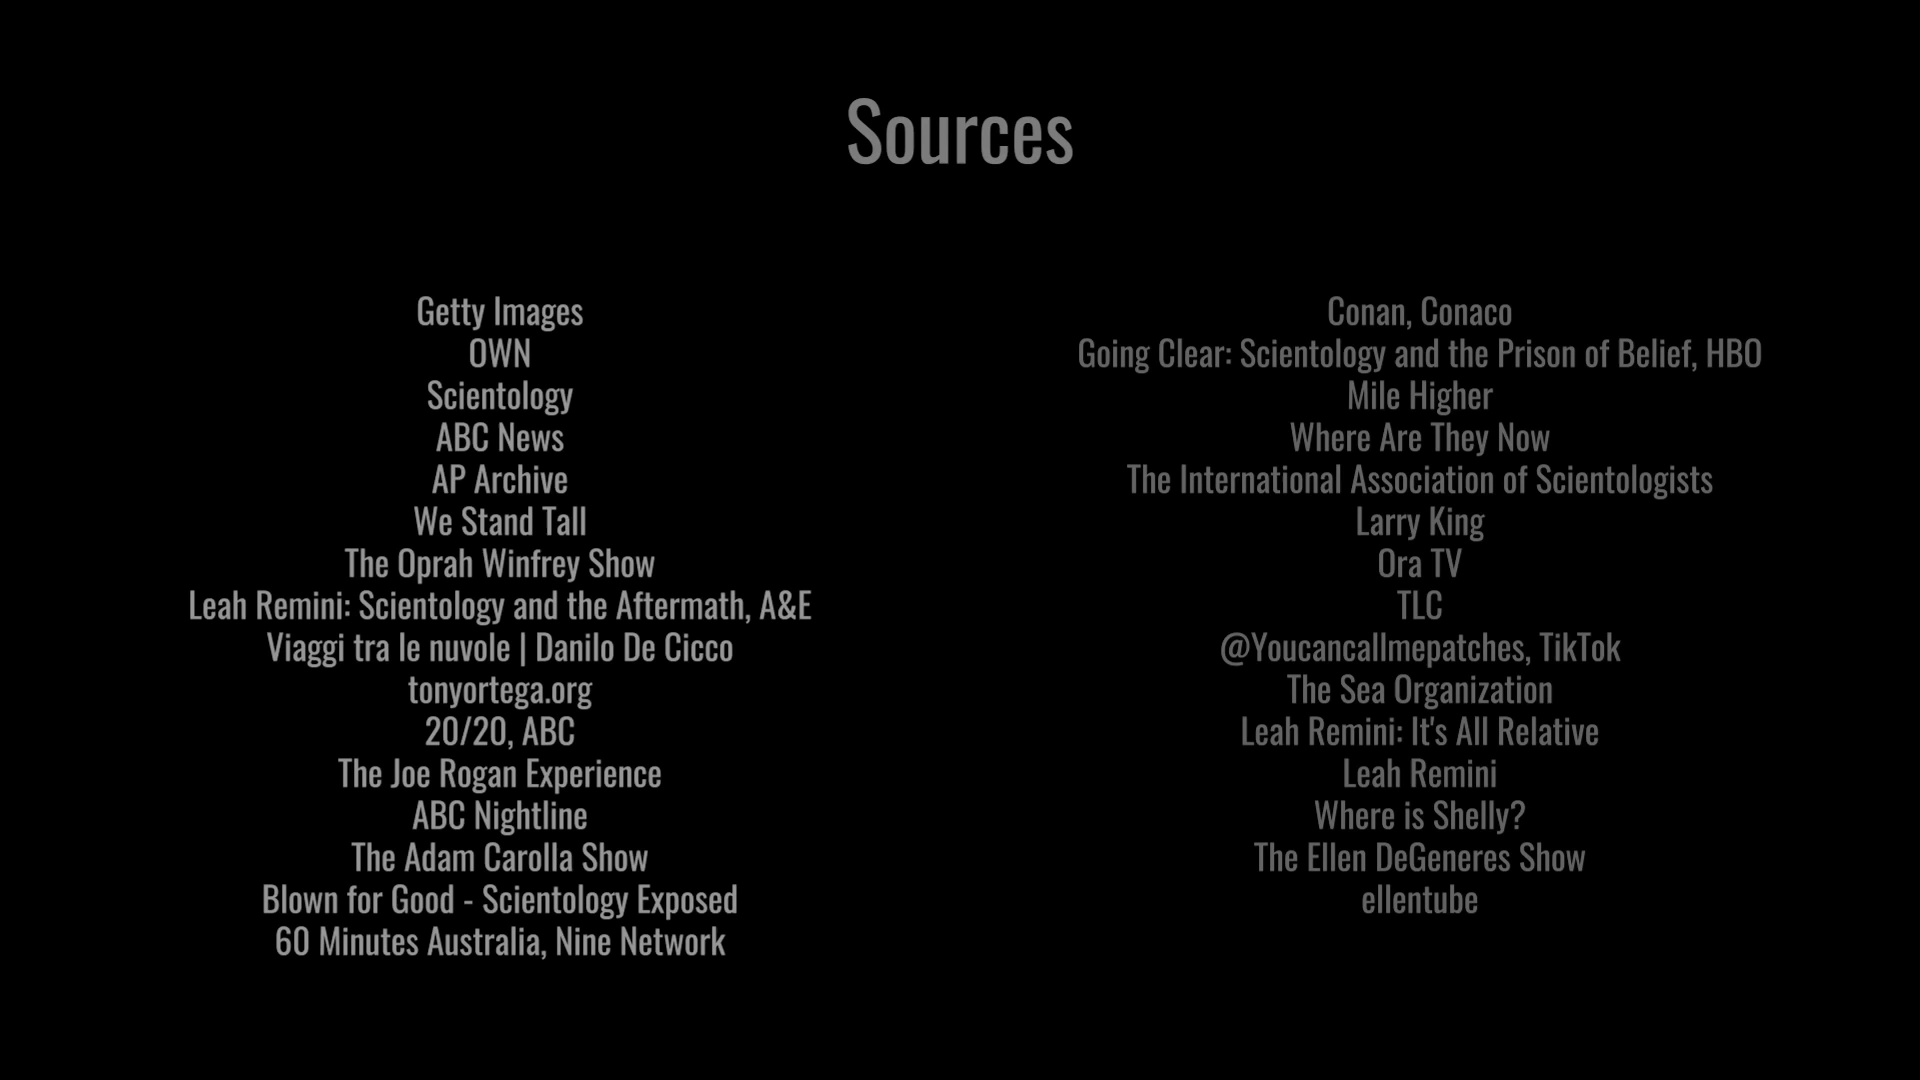 Sources
Getty Images
OWN
Scientology
ABC News
AP Archive
We Stand Tall
The Oprah Winfrey Show
Leah Remini: Scientology and the Aftermath, A&E
Viaggi tra le nuvole | Danilo De Cicco
tonyortega.org
20/20, ABC
The Joe Rogan Experience
ABC Nightline
The Adam Carolla Show
Blown for Good - Scientology Exposed
60 Minutes Australia, Nine Network
Conan, Conaco
Going Clear: Scientology and the Prison of Belief, HBO
Mile Higher
Where Are They Now
The International Association of Scientologists
Larry King
Ora TV
TLC
@Youcancallmepatches, TikTok
The Sea Organization
Leah Remini: It's All Relative
Leah Remini
Where is Shelly?
The Ellen DeGeneres Show
ellentube